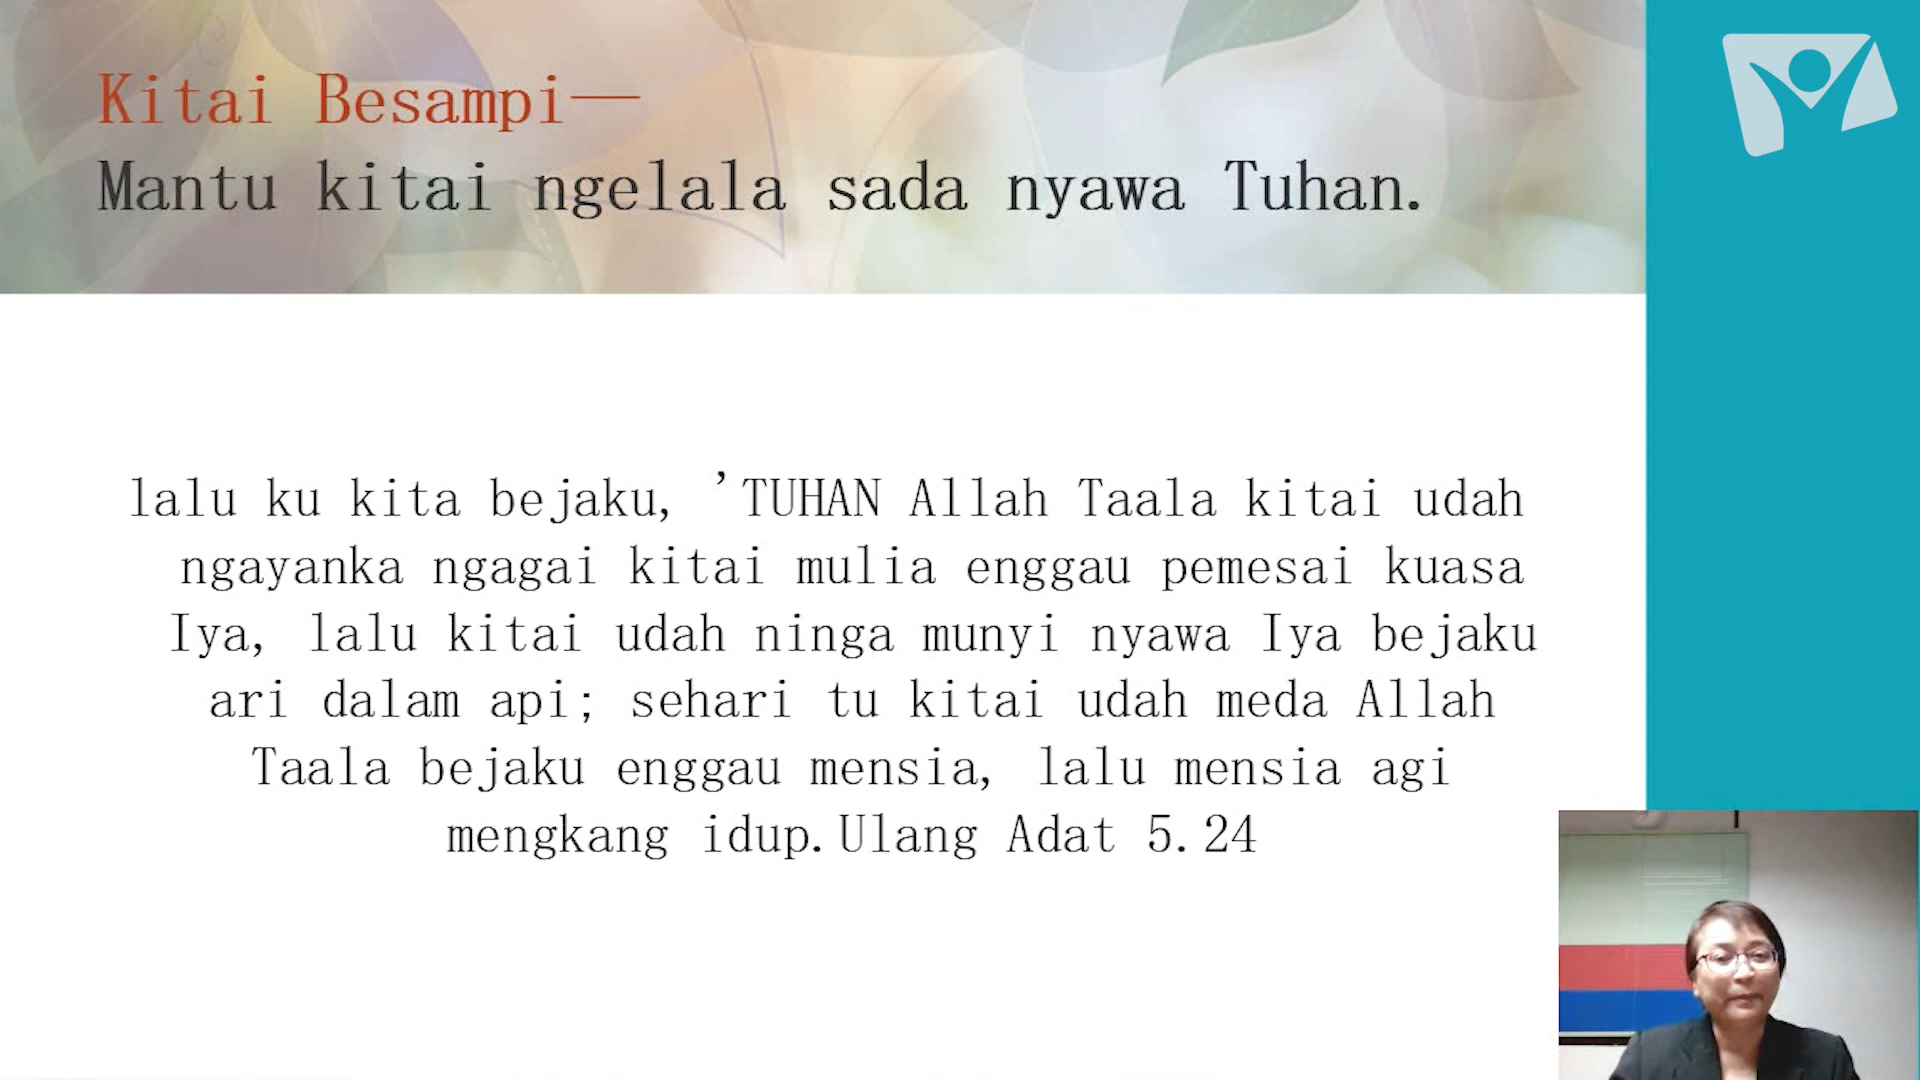 Kitai Besampi—
Mantu kitai ngelala sada nyawa Tuhan.
lalu ku kita bejaku, ’TUHAN Allah Taala kitai udah
ngayanka ngagai kitai mulia enggau pemesai kuasa
Iya, lalu kitai udah ninga munyi nyawa Iya bejaku
ari dalam api; sehari tu kitai udah meda Allah
Taala bejaku enggau mensia, lalu mensia agi
mengkang idup.Ulang Adat 5.24